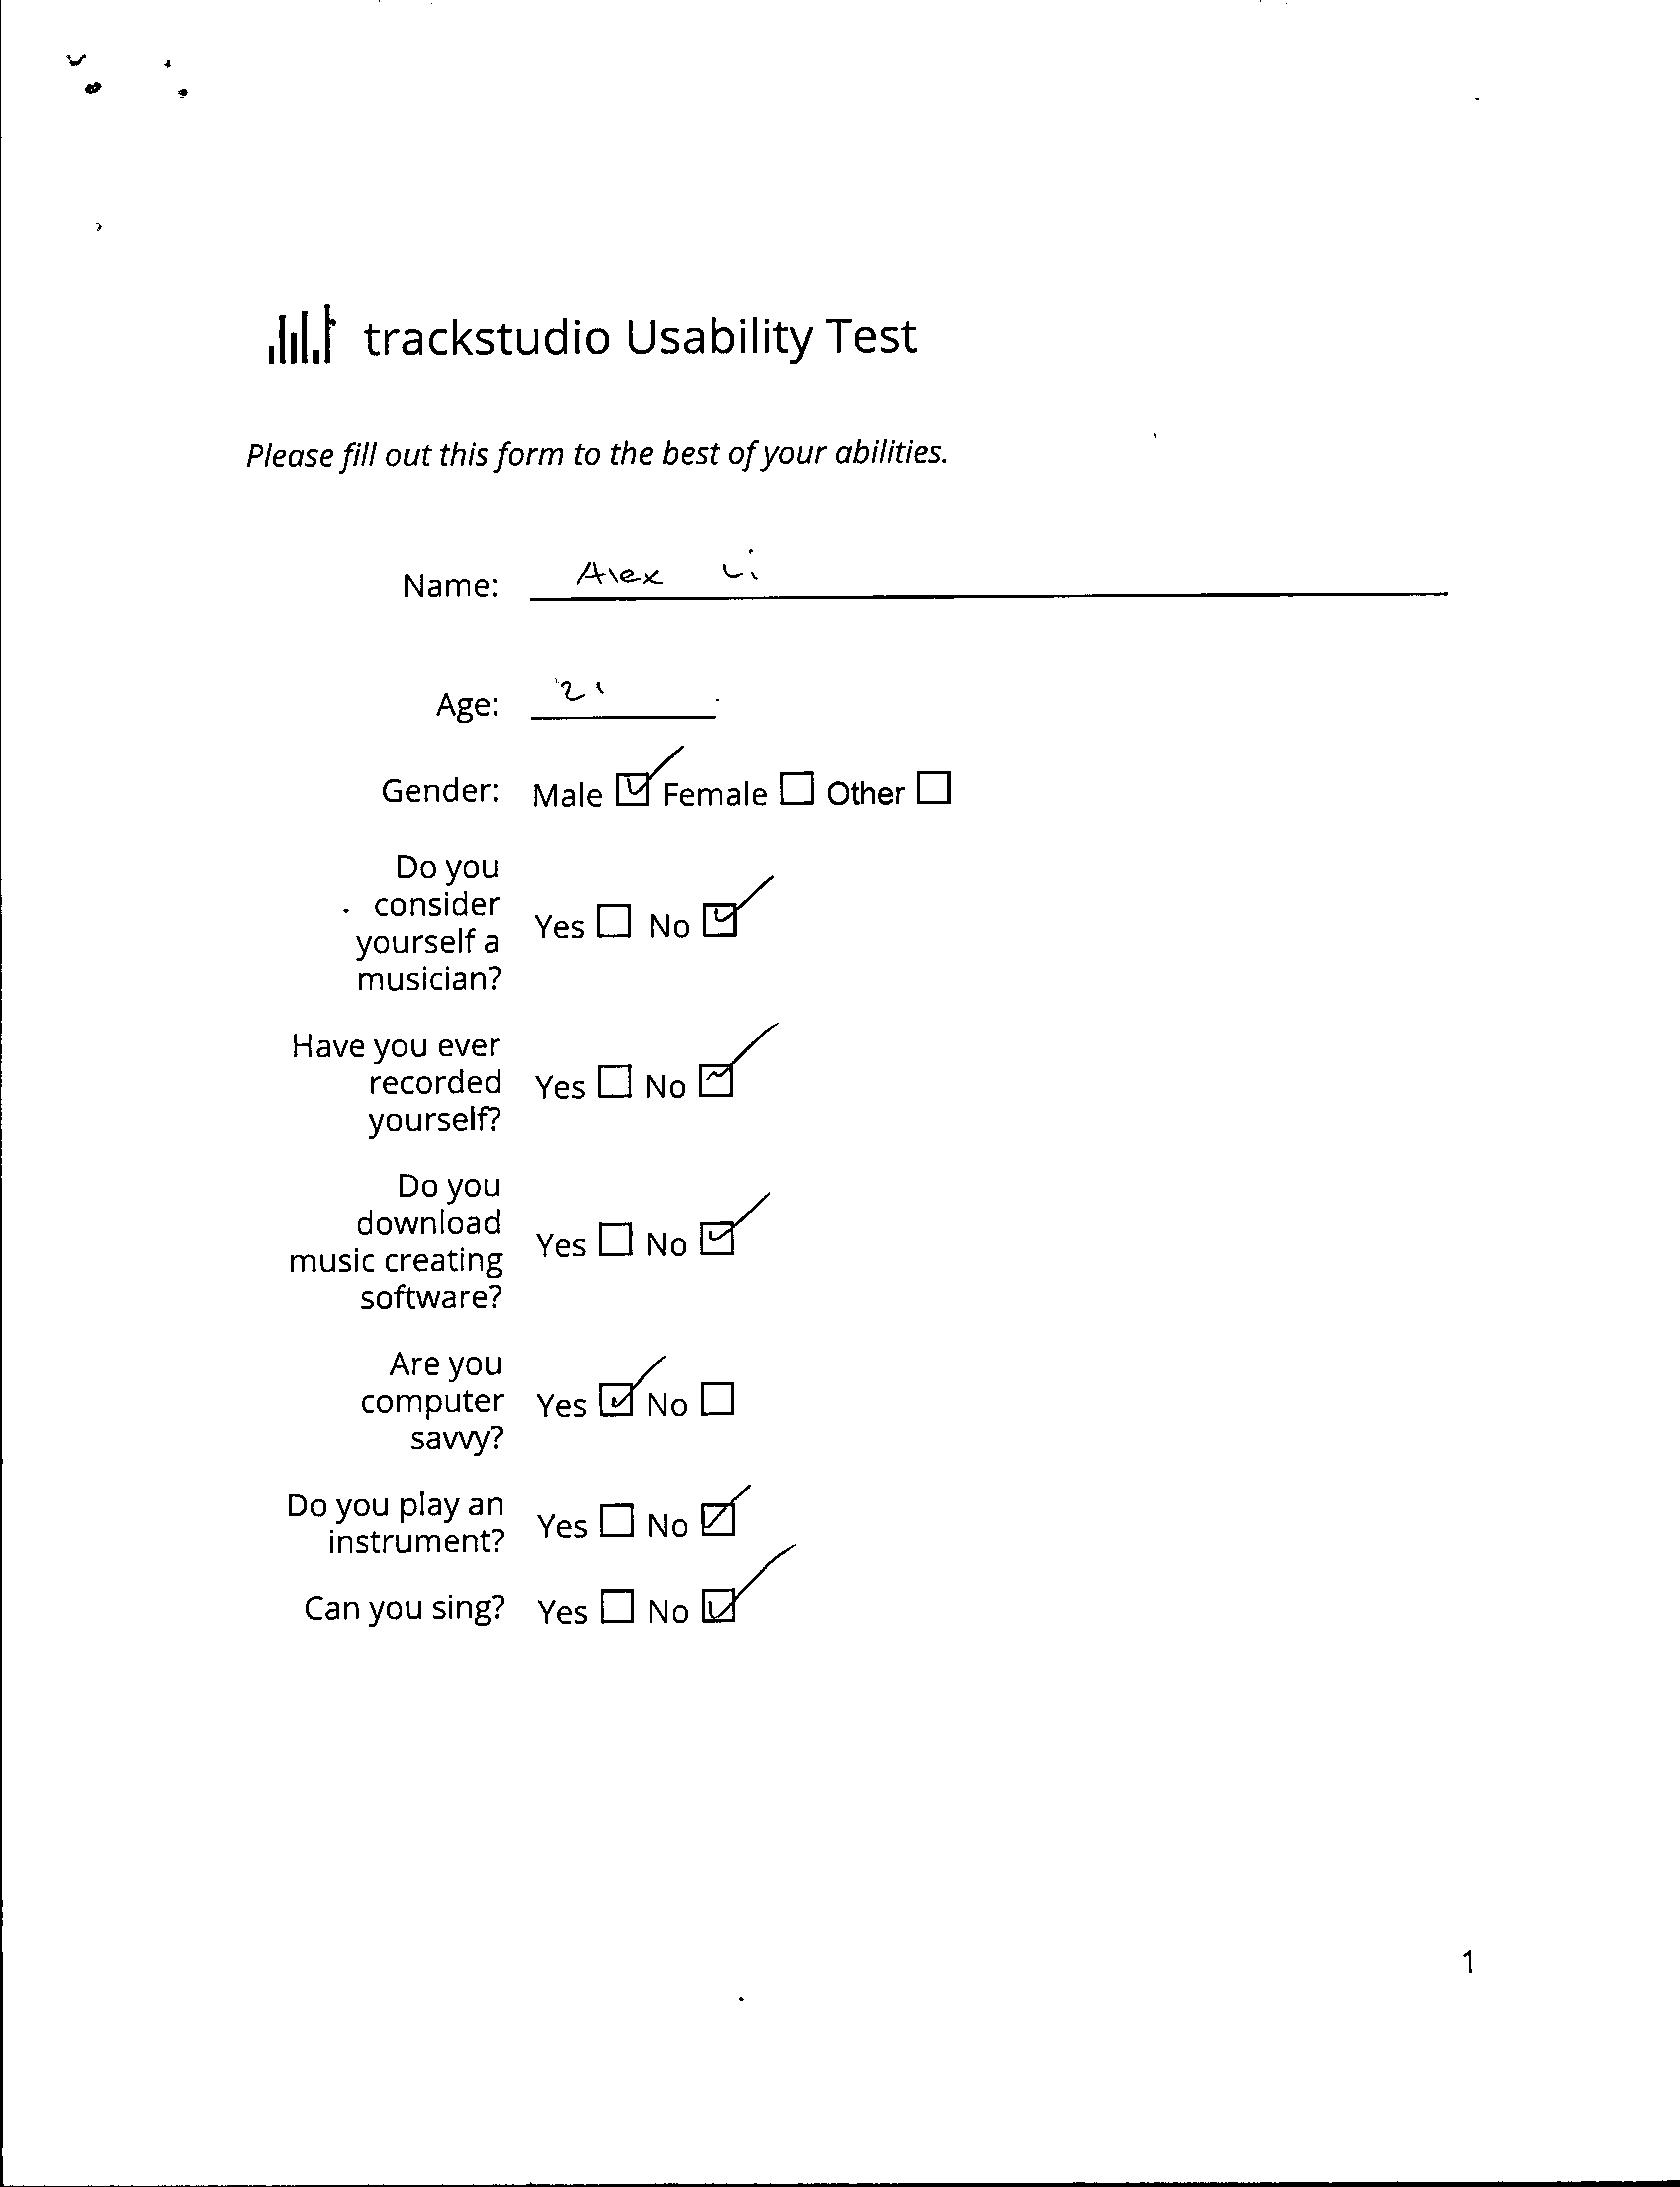 trackstudio Usability Test
Please fill out this form to the best of your abilities.
Name: Alex Li
Age: 21
Gender: Male ☑ Female ☐ Other ☐
Do you
consider
yourself a
musician?
Yes ☐ No ☑
Have you ever
recorded
yourself?
Yes ☐ No ☑
Do you
download
music creating
software?
Yes ☐ No ☑
Are you
computer
savvy?
Yes ☑ No ☐
Do you play an
instrument?
Yes ☐ No ☑
Can you sing? Yes ☐ No ☑
1